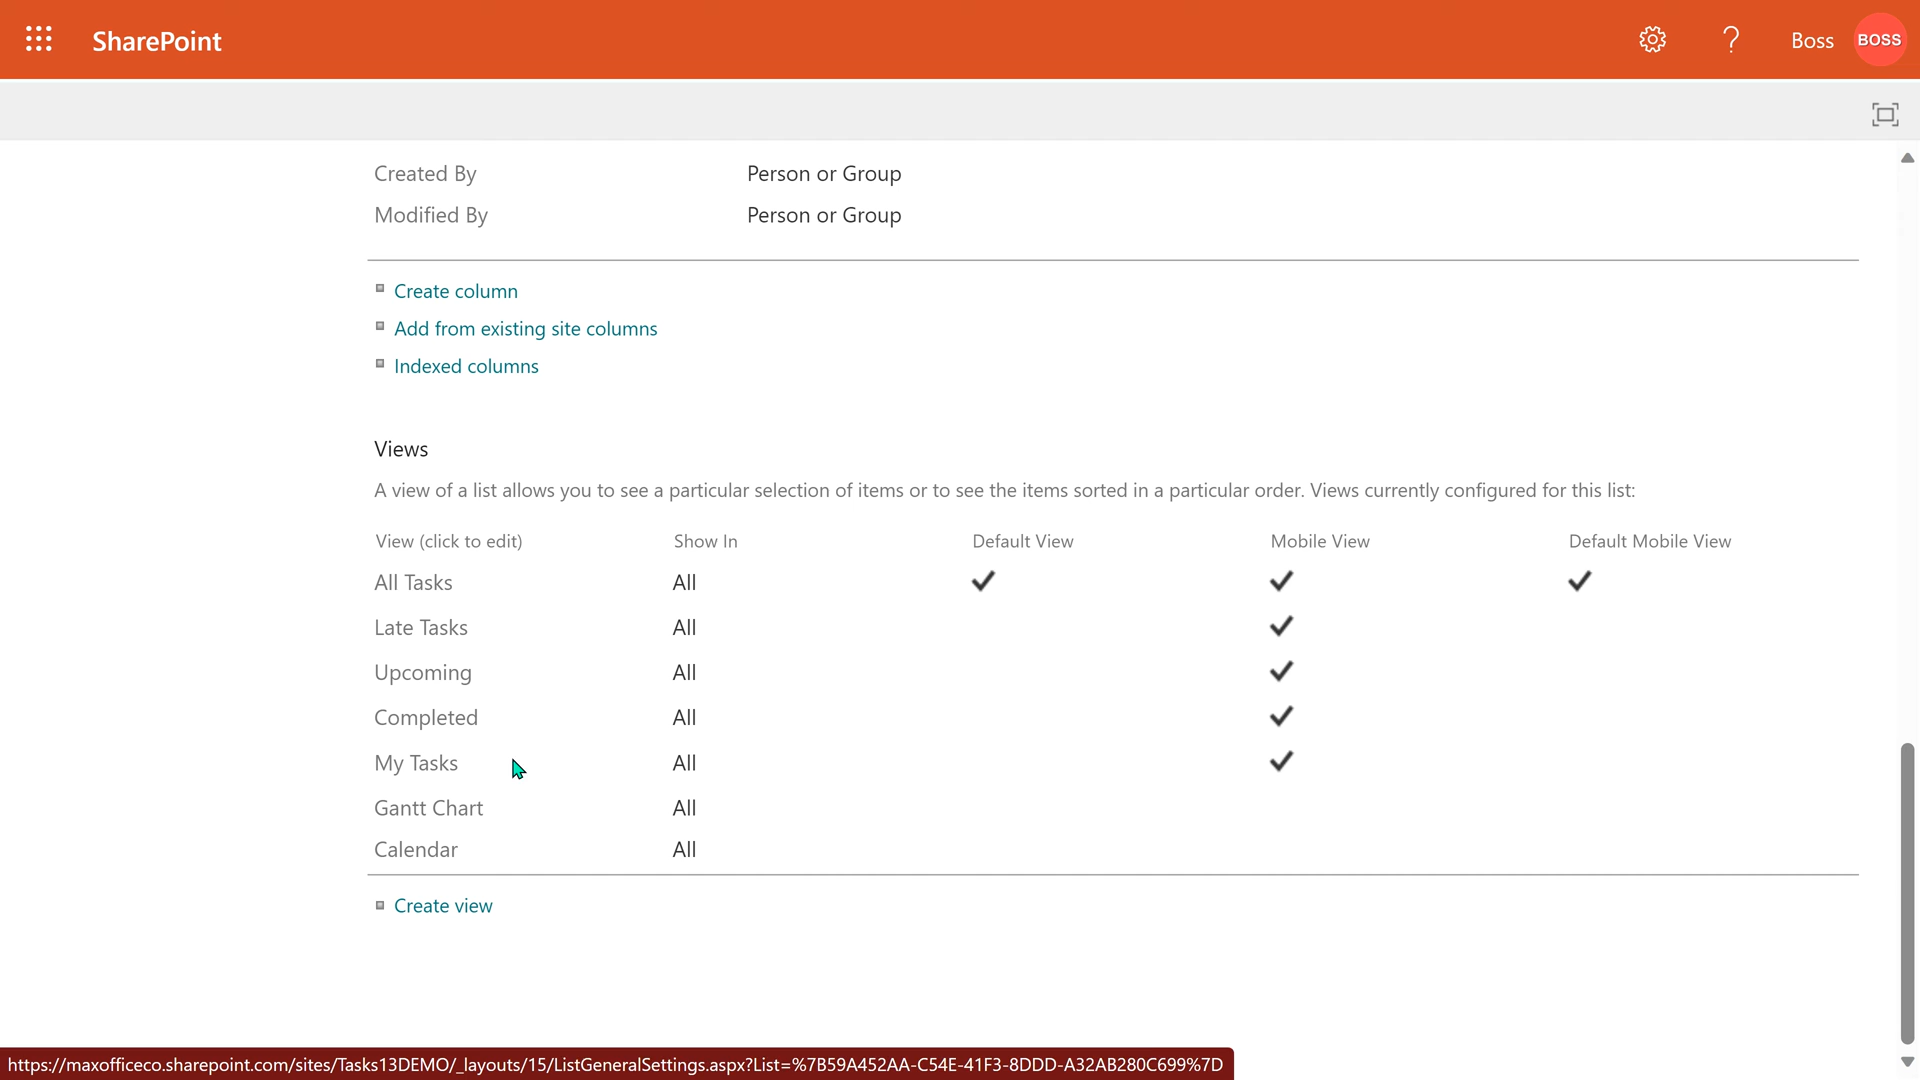 SharePoint
Boss
BOSS
Created By Person or Group
Modified By Person or Group
Create column
Add from existing site columns
Indexed columns
Views
A view of a list allows you to see a particular selection of items or to see the items sorted in a particular order. Views currently configured for this list:
View (click to edit) Show In Default View Mobile View Default Mobile View
All Tasks All
Late Tasks All
Upcoming All
Completed All
My Tasks All
Gantt Chart All
Calendar All
Create view
https://maxofficeco.sharepoint.com/sites/Tasks13DEMO/_layouts/15/ListGeneralSettings.aspx?List=%7B59A452AA-C54E-41F3-8DDD-A32AB280C699%7D